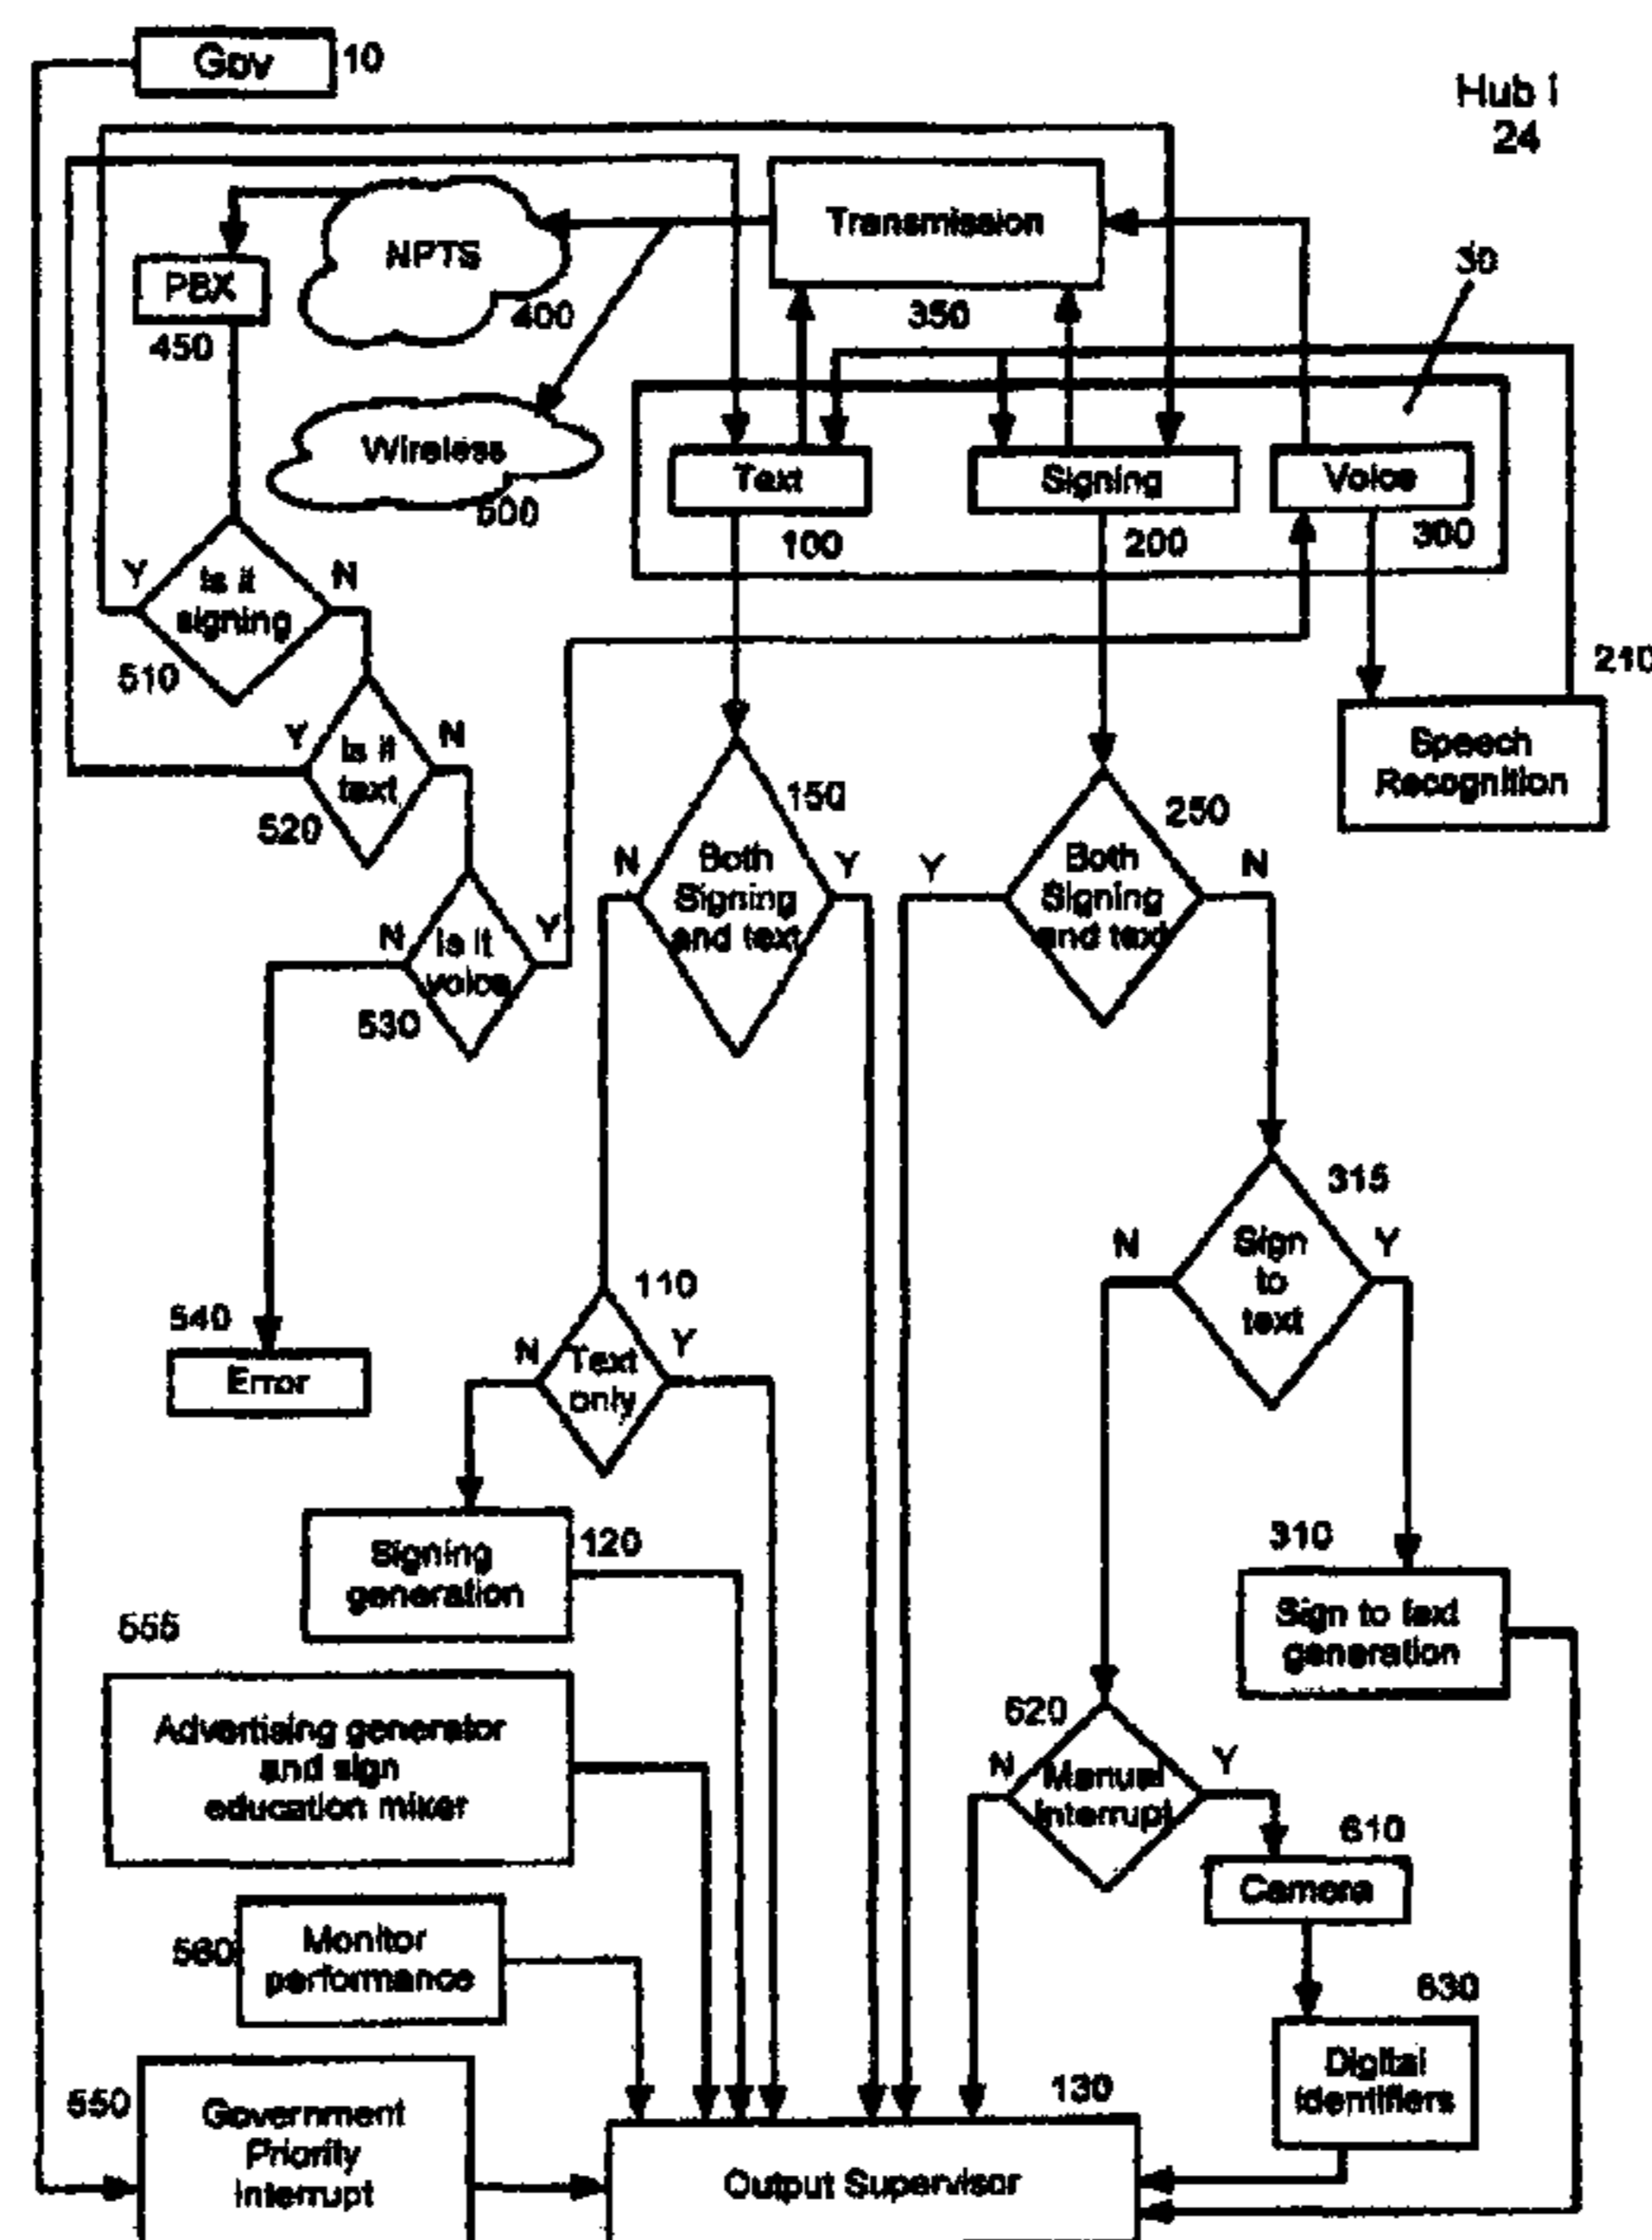 Gov
10
Hub I
24
Transmission
NPTS
PBX
400
350
30
450
Wireless
500
Text
Signing
Voice
100
200
300
Y
N
Is it
signing
510
210
Speech
Recognition
Y
N
Is it
text
520
150
250
N
Both
Signing
and text
Y
Y
Both
Signing
and text
N
N
Is it
voice
Y
530
315
N
Sign
to
text
Y
110
540
N
Text
only
Y
Error
310
Signing
generation
120
Sign to text
generation
555
620
Advertising generator
and sign
education mixer
N
Manual
Interrupt
Y
610
Camera
560
Monitor
performance
630
Digital
identifiers
550
130
Government
Priority
Interrupt
Output Supervisor